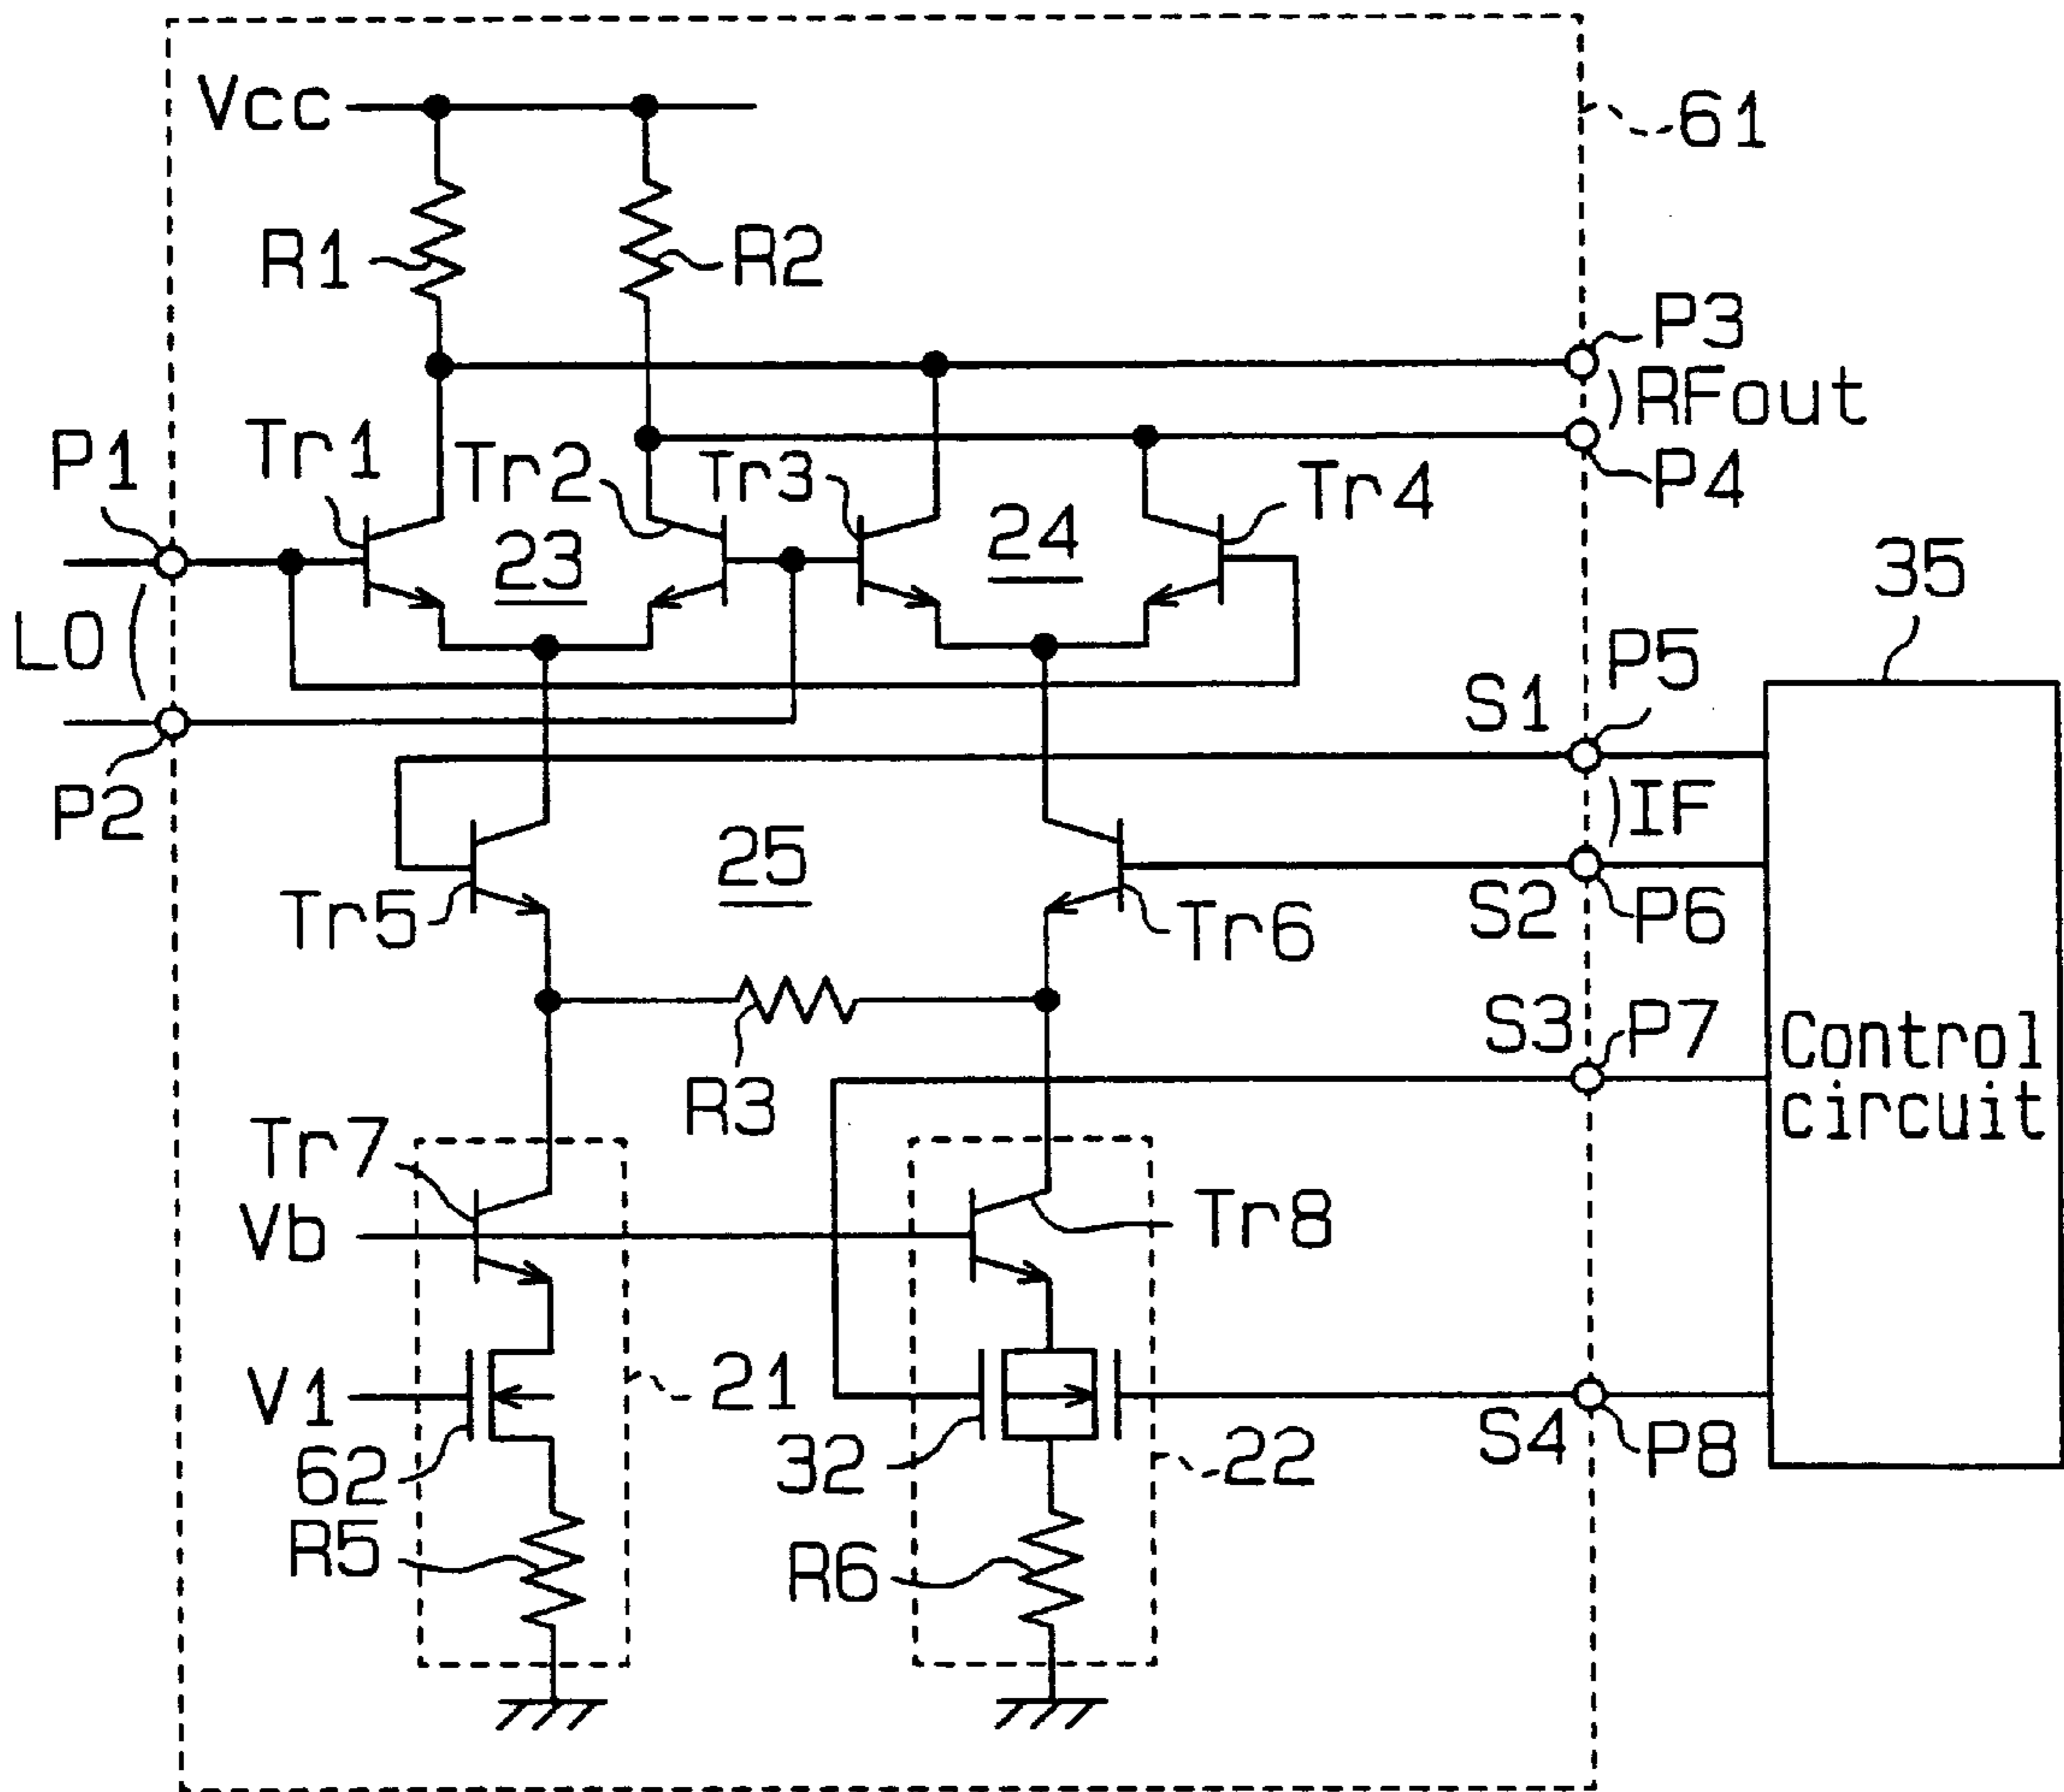 Vcc
61
R1
R2
P3
RFout
P4
P1
Tr1
Tr2
Tr3
Tr4
23
24
35
LO
P2
S1
P5
IF
25
Tr5
Tr6
S2
P6
S3
P7
R3
Control
circuit
Tr7
Vb
Tr8
V1
21
62
32
22
S4
P8
R5
R6